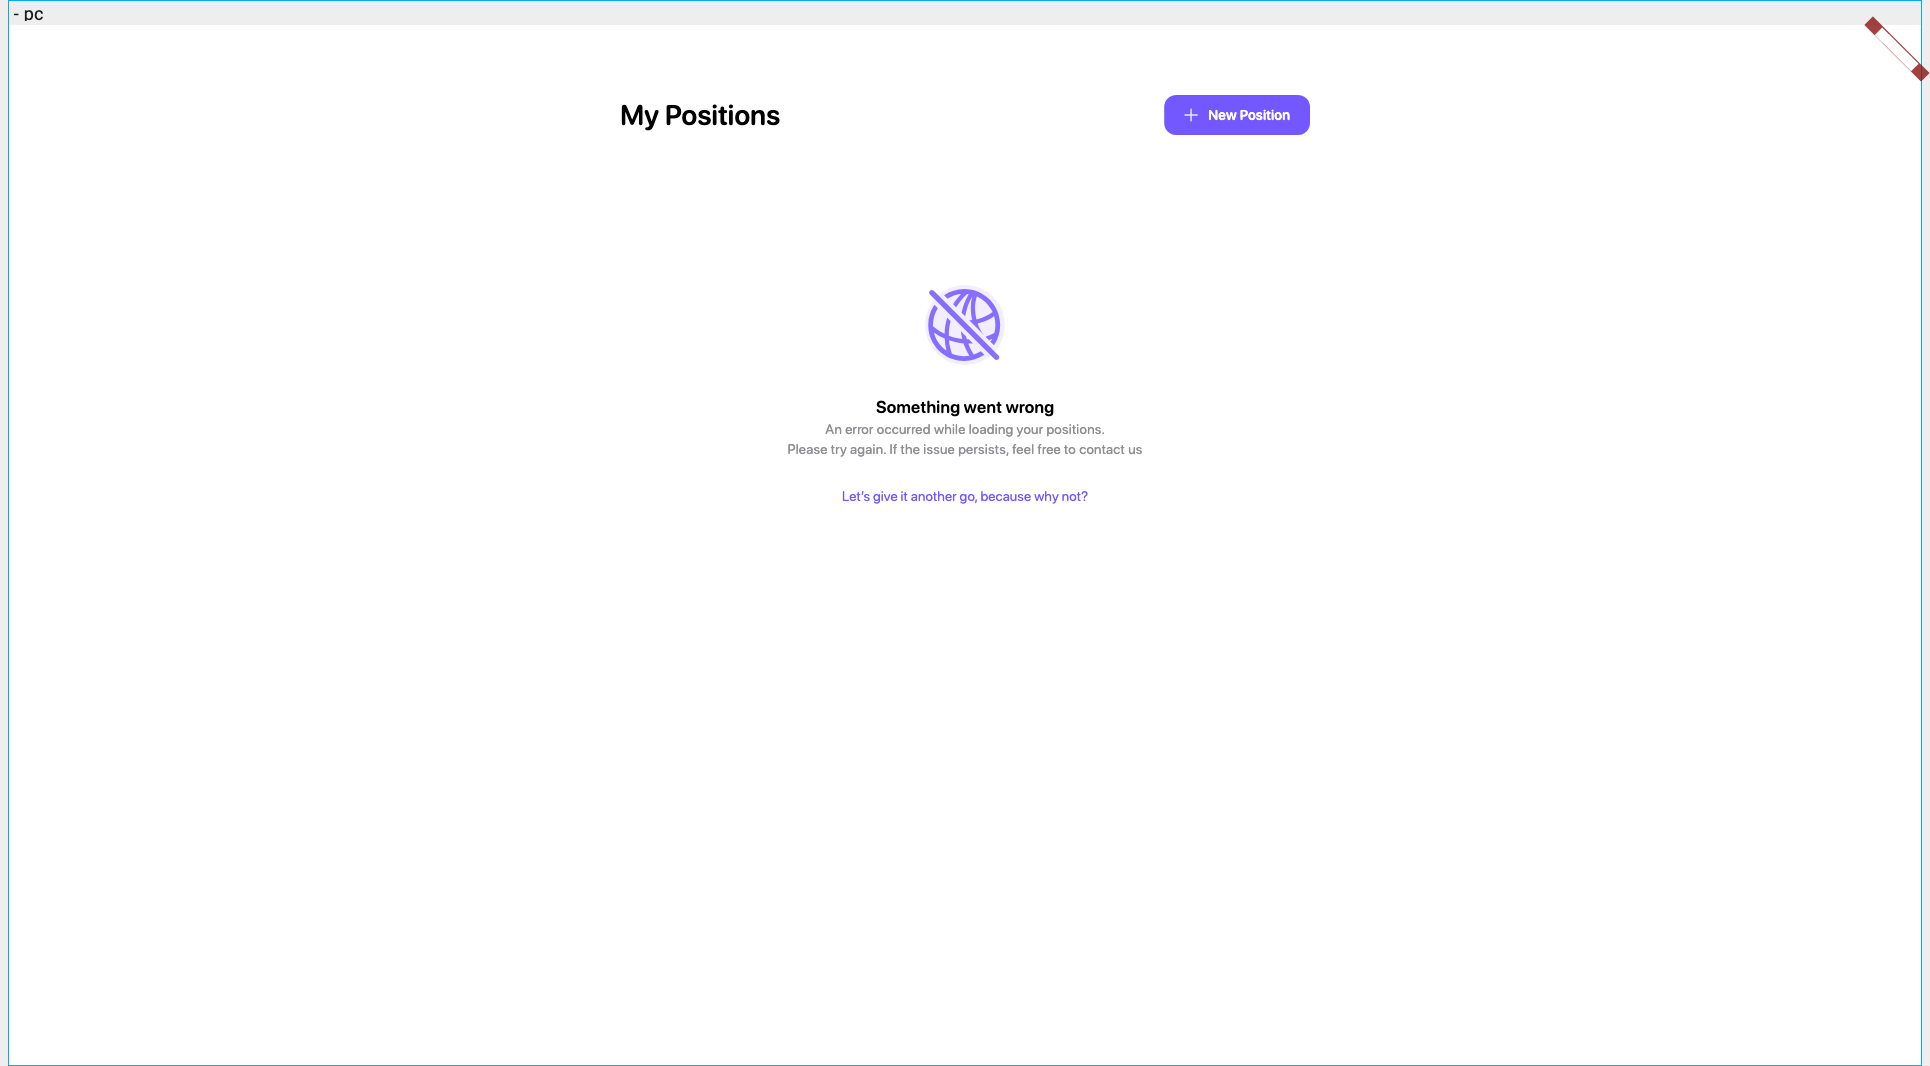 - pc
My Positions
New Position
Something went wrong
An error occurred while loading your positions.
Please try again. If the issue persists, feel free to contact us
Let's give it another go, because why not?